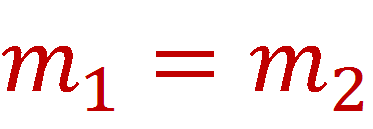 m₁ = m₂